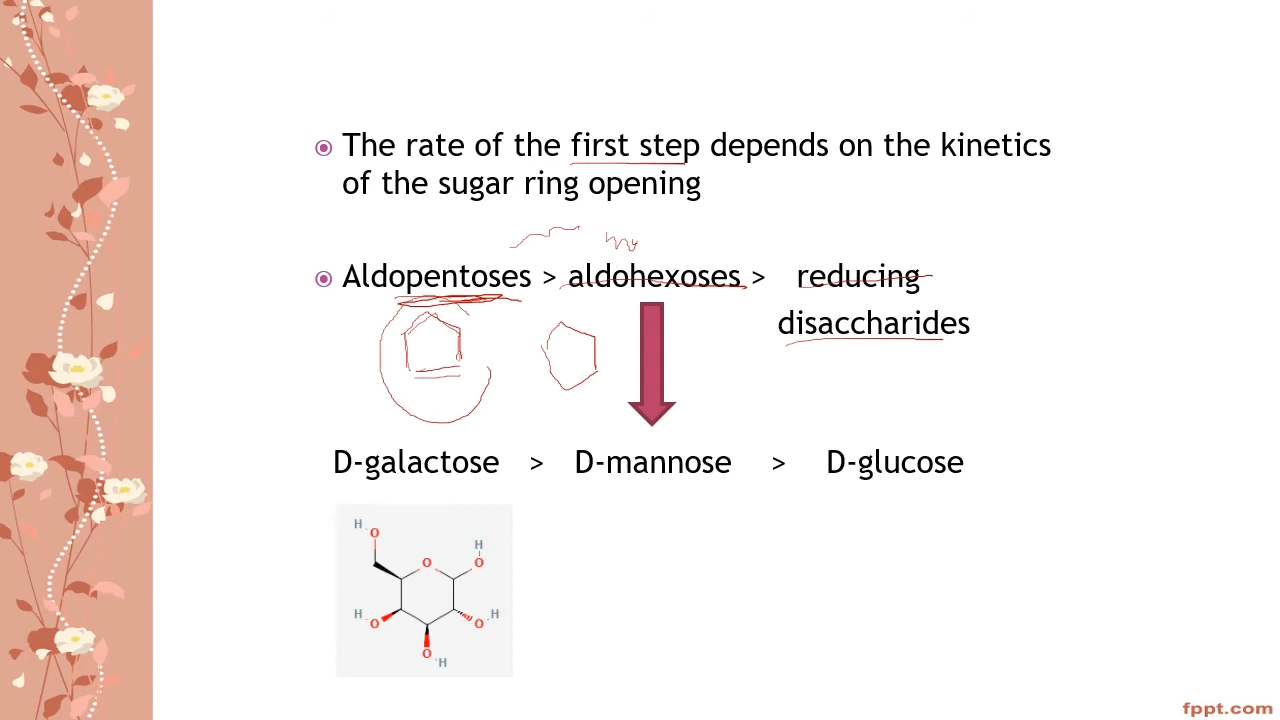 The rate of the first step depends on the kinetics
of the sugar ring opening
Aldopentoses > aldohexoses > reducing
disaccharides
D-galactose > D-mannose > D-glucose
H
O
H
O O
H O O H
O
H
fppt.com